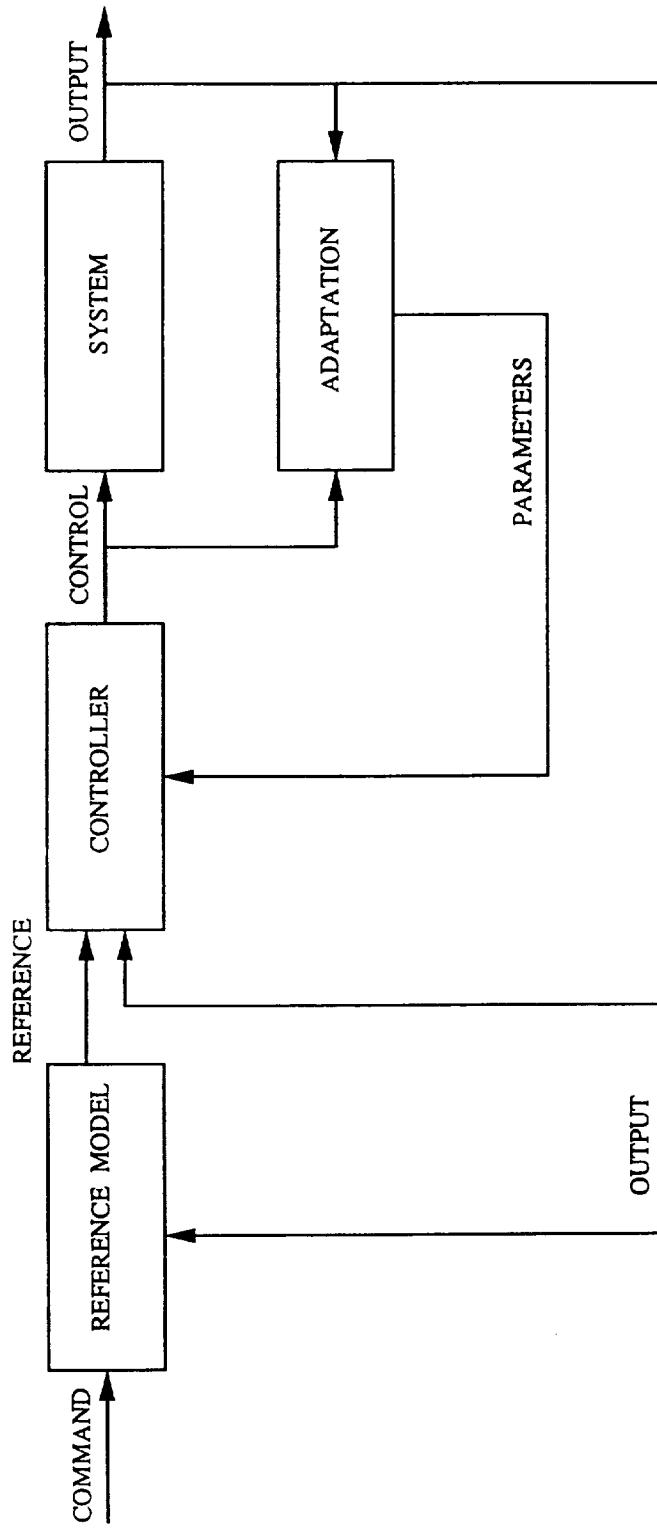 COMMAND
REFERENCE MODEL
REFERENCE
CONTROLLER
CONTROL
SYSTEM
OUTPUT
ADAPTATION
PARAMETERS
OUTPUT